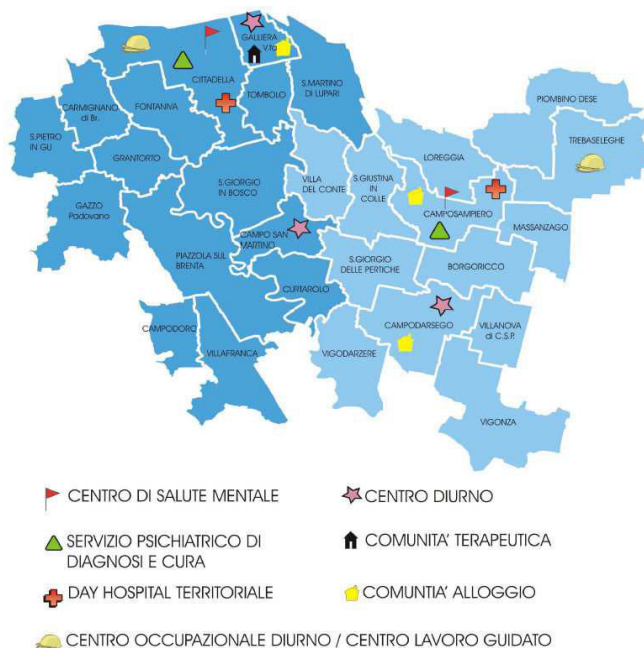 GALLIERA
V.ta
CITTADELLA
TOMBOLO
S.MARTINO
DI LUPARI
CARMIGNANO
di Br.
FONTANIVA
S.PIETRO
IN GU
GRANTORTO
GAZZO
Padovano
S.GIORGIO
IN BOSCO
VILLA
DEL CONTE
S.GIUSTINA
IN
COLLE
LOREGGIA
PIOMBINO DESE
TREBASELEGHE
CAMPOSAMPIERO
MASSANZAGO
CAMPO SAN
MARTINO
PIAZZOLA SUL
BRENTA
S.GIORGIO
DELLE PERTICHE
BORGORICCO
CURTAROLO
CAMPODORO
VILLAFRANCA
VIGODARZERE
CAMPODARSEGO
VILLANOVA
di C.S.P.
VIGONZA
CENTRO DI SALUTE MENTALE
SERVIZIO PSICHIATRICO DI
DIAGNOSI E CURA
DAY HOSPITAL TERRITORIALE
CENTRO OCCUPAZIONALE DIURNO / CENTRO LAVORO GUIDATO
CENTRO DIURNO
COMUNITA' TERAPEUTICA
COMUNTIA' ALLOGGIO